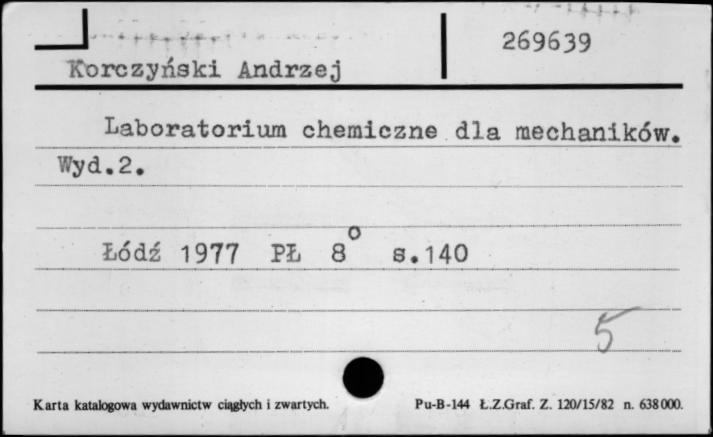 269639
Korczyński Andrzej
Laboratorium chemiczne dla mechaników.
Wyd.2.
Łódź 1977 PŁ 8° s.140
5
Karta katalogowa wydawnictw ciągłych i zwartych. Pu-B-144 Ł.Z.Graf. Z. 120/15/82 n. 638000.